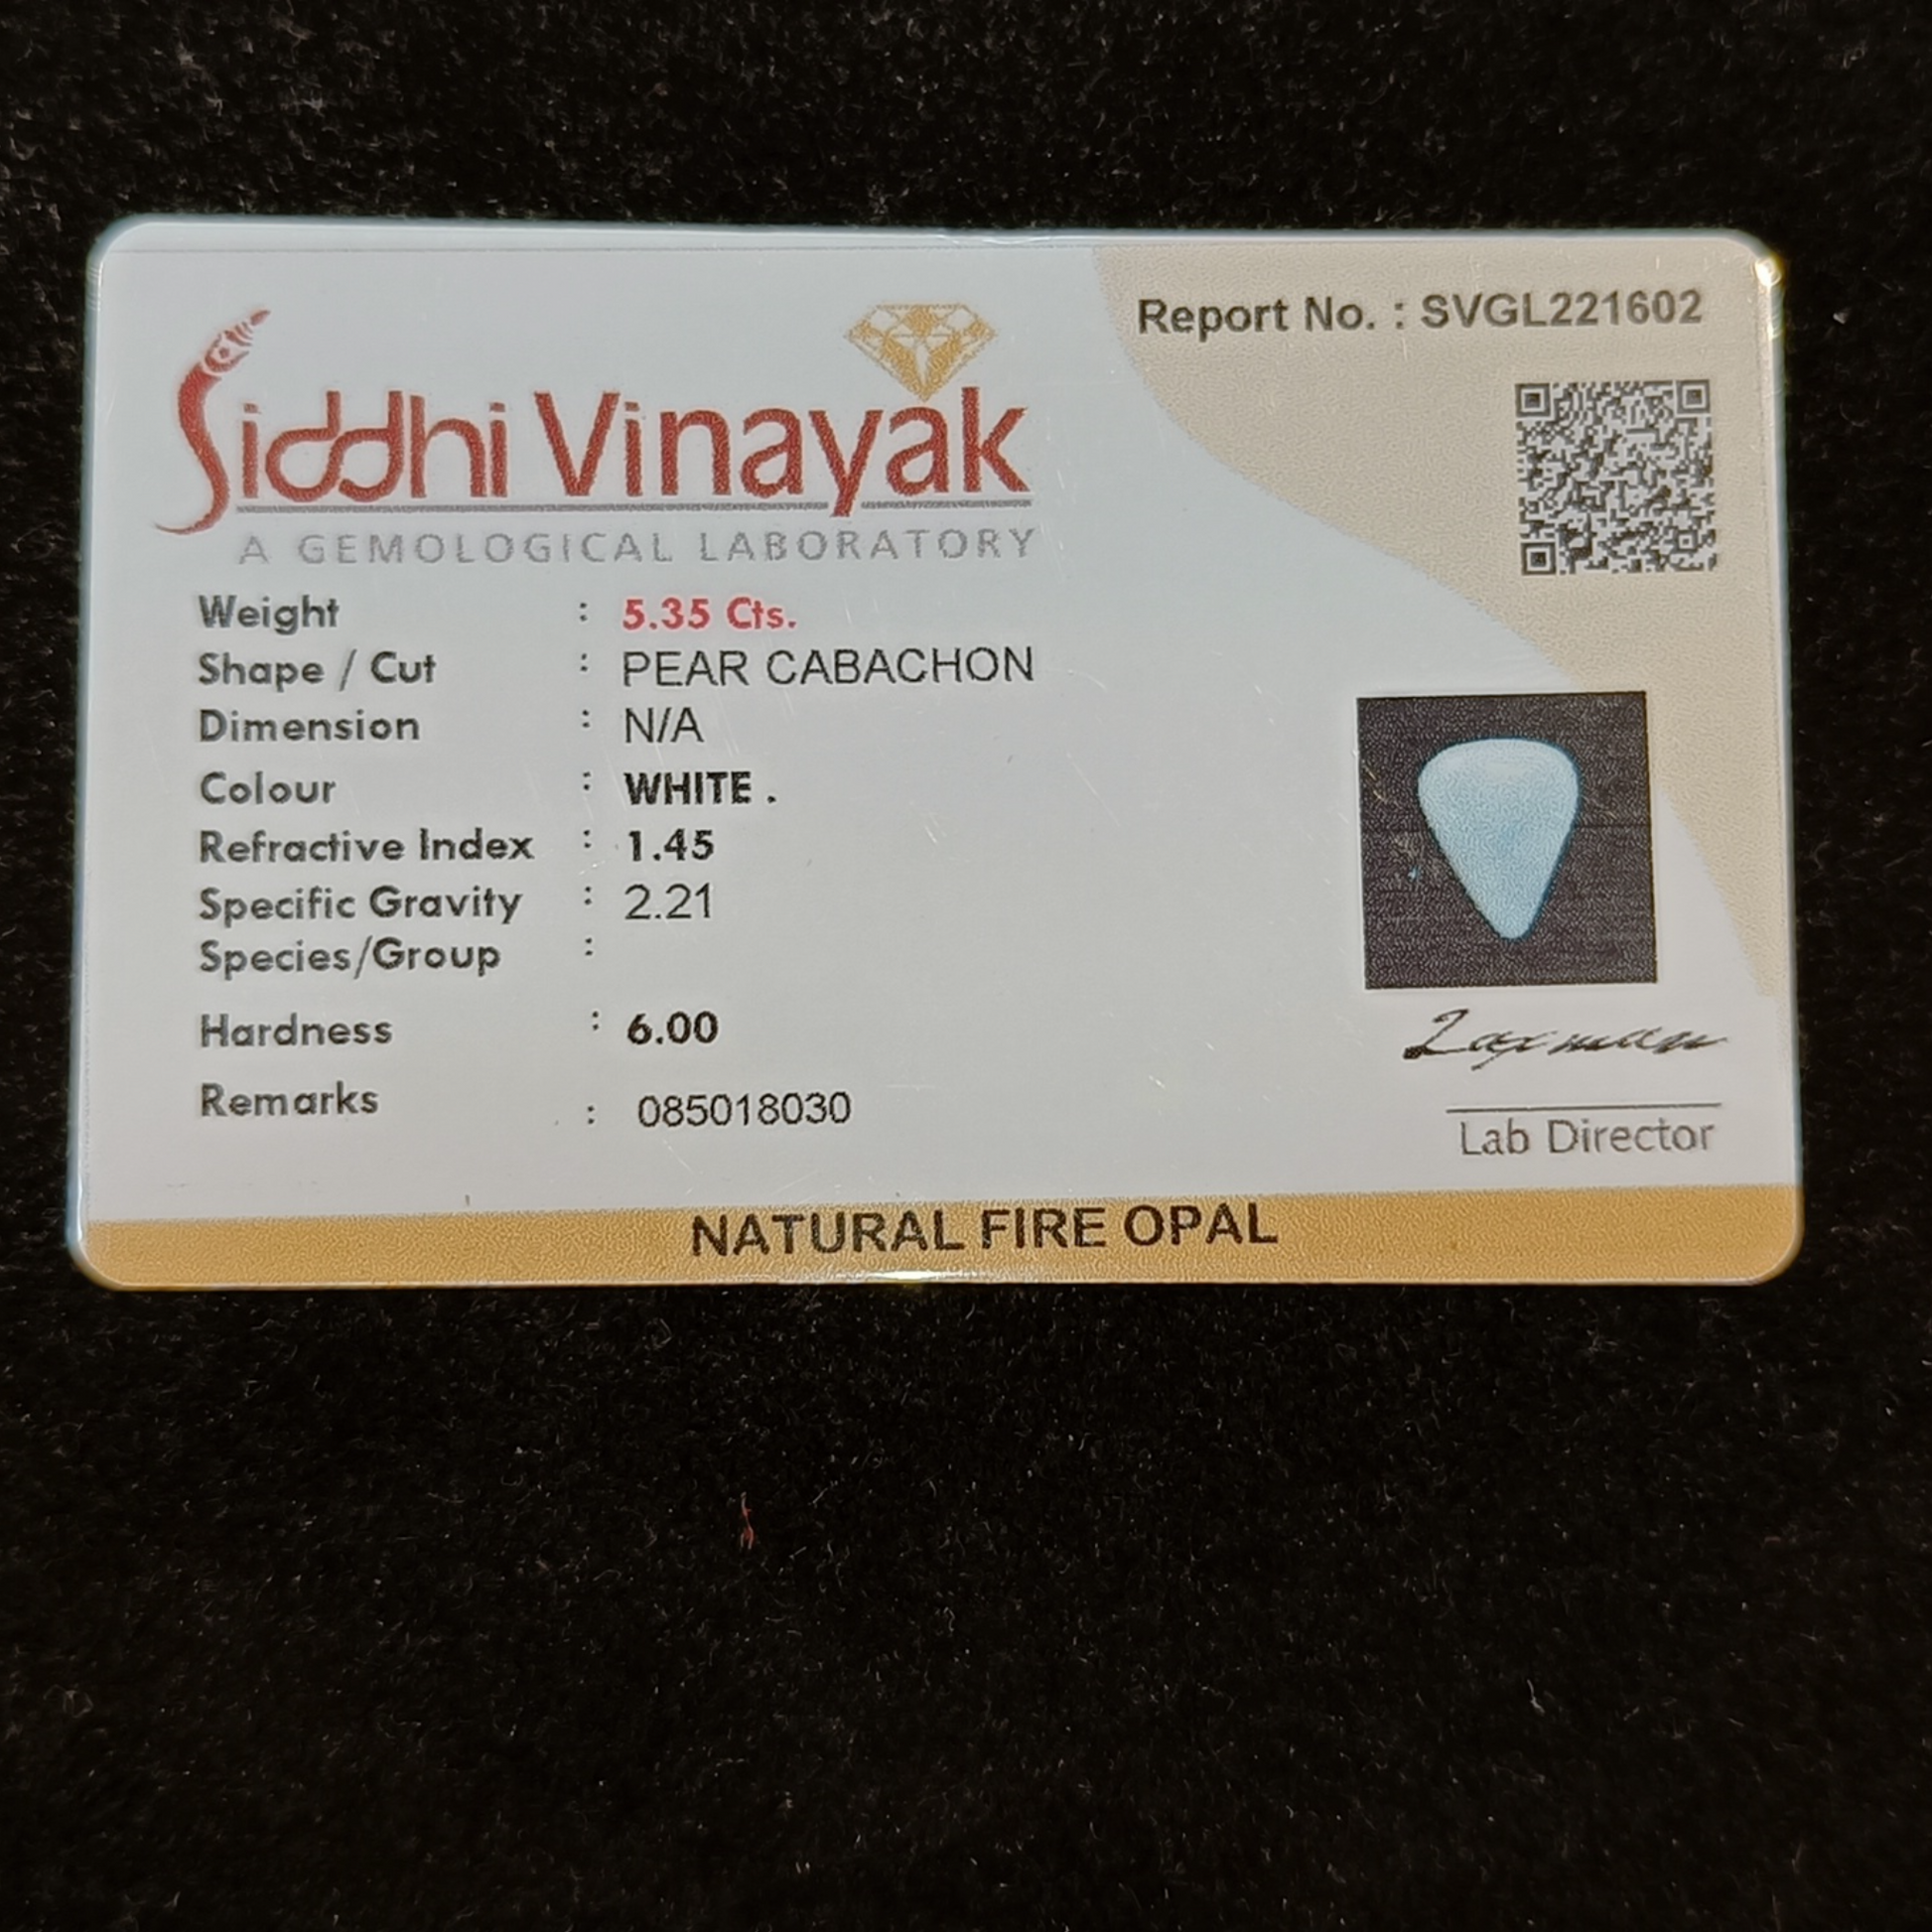 Report No. : SVGL221602
Siddhi Vinayak
A GEMOLOGICAL LABORATORY
Weight : 5.35 Cts.
Shape / Cut : PEAR CABACHON
Dimension : N/A
Colour : WHITE .
Refractive Index : 1.45
Specific Gravity : 2.21
Species/Group :
Hardness : 6.00
Remarks : 085018030
Laxman
Lab Director
NATURAL FIRE OPAL